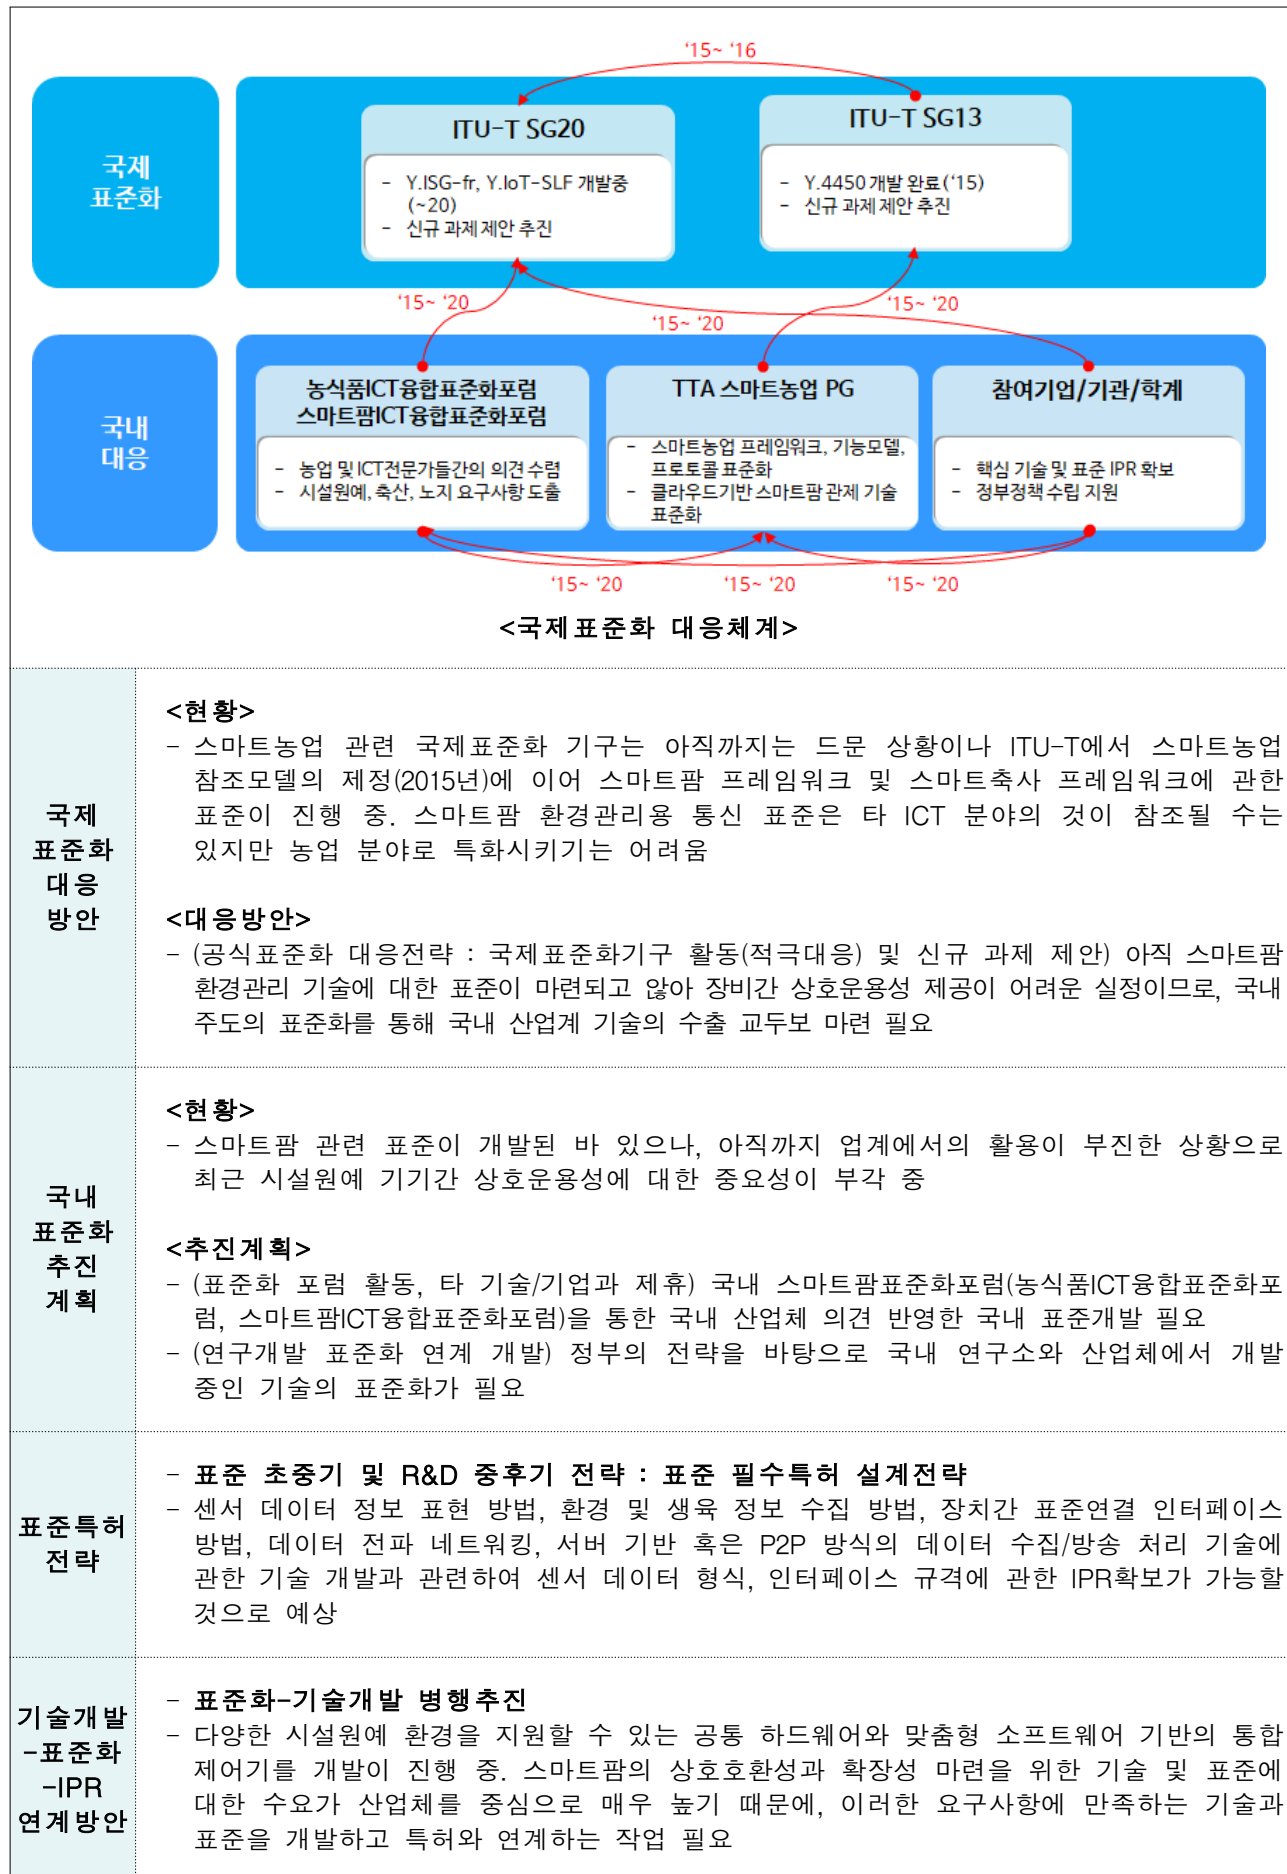 ‘15~ ‘16
국제
표준화
ITU-T SG20
- Y.ISG-fr, Y.IoT-SLF 개발중
(~20)
- 신규 과제 제안 추진
ITU-T SG13
- Y.4450 개발 완료(‘15)
- 신규 과제 제안 추진
‘15~ ‘20
‘15~ ‘20
‘15~ ‘20
국내
대응
농식품ICT융합표준화포럼
스마트팜ICT융합표준화포럼
- 농업 및 ICT전문가들간의 의견 수렴
- 시설원예, 축산, 노지 요구사항 도출
TTA 스마트농업 PG
- 스마트농업 프레임워크, 기능모델,
프로토콜 표준화
- 클라우드기반 스마트팜 관제 기술
표준화
참여기업/기관/학계
- 핵심 기술 및 표준 IPR 확보
- 정부정책 수립 지원
‘15~ ‘20
‘15~ ‘20
‘15~ ‘20
<국제표준화 대응체계>
국제
표준화
대응
방안
<현황>
- 스마트농업 관련 국제표준화 기구는 아직까지는 드문 상황이나 ITU-T에서 스마트농업
참조모델의 제정(2015년)에 이어 스마트팜 프레임워크 및 스마트축사 프레임워크에 관한
표준이 진행 중. 스마트팜 환경관리용 통신 표준은 타 ICT 분야의 것이 참조될 수는
있지만 농업 분야로 특화시키기는 어려움
<대응방안>
- (공식표준화 대응전략 : 국제표준화기구 활동(적극대응) 및 신규 과제 제안) 아직 스마트팜
환경관리 기술에 대한 표준이 마련되고 않아 장비간 상호운용성 제공이 어려운 실정이므로, 국내
주도의 표준화를 통해 국내 산업계 기술의 수출 교두보 마련 필요
국내
표준화
추진
계획
<현황>
- 스마트팜 관련 표준이 개발된 바 있으나, 아직까지 업계에서의 활용이 부진한 상황으로
최근 시설원예 기기간 상호운용성에 대한 중요성이 부각 중
<추진계획>
- (표준화 포럼 활동, 타 기술/기업과 제휴) 국내 스마트팜표준화포럼(농식품ICT융합표준화포
럼, 스마트팜ICT융합표준화포럼)을 통한 국내 산업체 의견 반영한 국내 표준개발 필요
- (연구개발 표준화 연계 개발) 정부의 전략을 바탕으로 국내 연구소와 산업체에서 개발
중인 기술의 표준화가 필요
표준특허
전략
- 표준 초중기 및 R&D 중후기 전략 : 표준 필수특허 설계전략
- 센서 데이터 정보 표현 방법, 환경 및 생육 정보 수집 방법, 장치간 표준연결 인터페이스
방법, 데이터 전파 네트워킹, 서버 기반 혹은 P2P 방식의 데이터 수집/방송 처리 기술에
관한 기술 개발과 관련하여 센서 데이터 형식, 인터페이스 규격에 관한 IPR확보가 가능할
것으로 예상
기술개발
-표준화
-IPR
연계방안
- 표준화-기술개발 병행추진
- 다양한 시설원예 환경을 지원할 수 있는 공통 하드웨어와 맞춤형 소프트웨어 기반의 통합
제어기를 개발이 진행 중. 스마트팜의 상호호환성과 확장성 마련을 위한 기술 및 표준에
대한 수요가 산업체를 중심으로 매우 높기 때문에, 이러한 요구사항에 만족하는 기술과
표준을 개발하고 특허와 연계하는 작업 필요